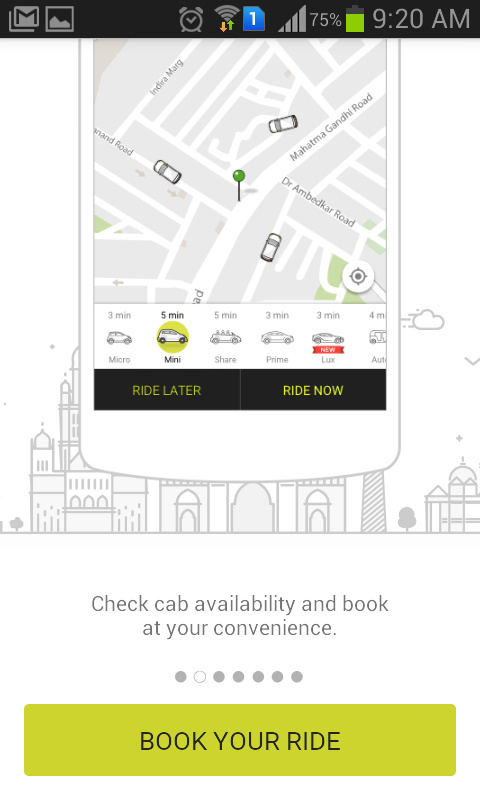 1 75% 9:20 AM
Indira Marg
Mahatma Gandhi Road
anand Road
Dr Ambedkar Road
ad
3 min 5 min 5 min 3 min 3 min 4 m
NEW
Micro Mini Share Prime Lux Aut
RIDE LATER RIDE NOW
Check cab availability and book
at your convenience.
BOOK YOUR RIDE